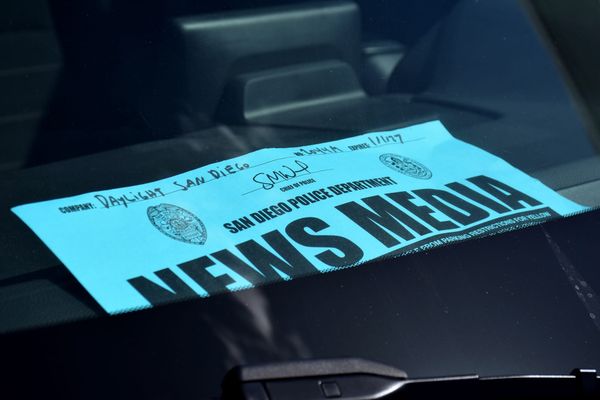 COMPANY: DAYLIGHT SAN DIEGO EXPIRES 1/1/17
CHIEF OF POLICE
SAN DIEGO POLICE DEPARTMENT
NEWS MEDIA
FROM PARKING RESTRICTIONS FOR YELLOW